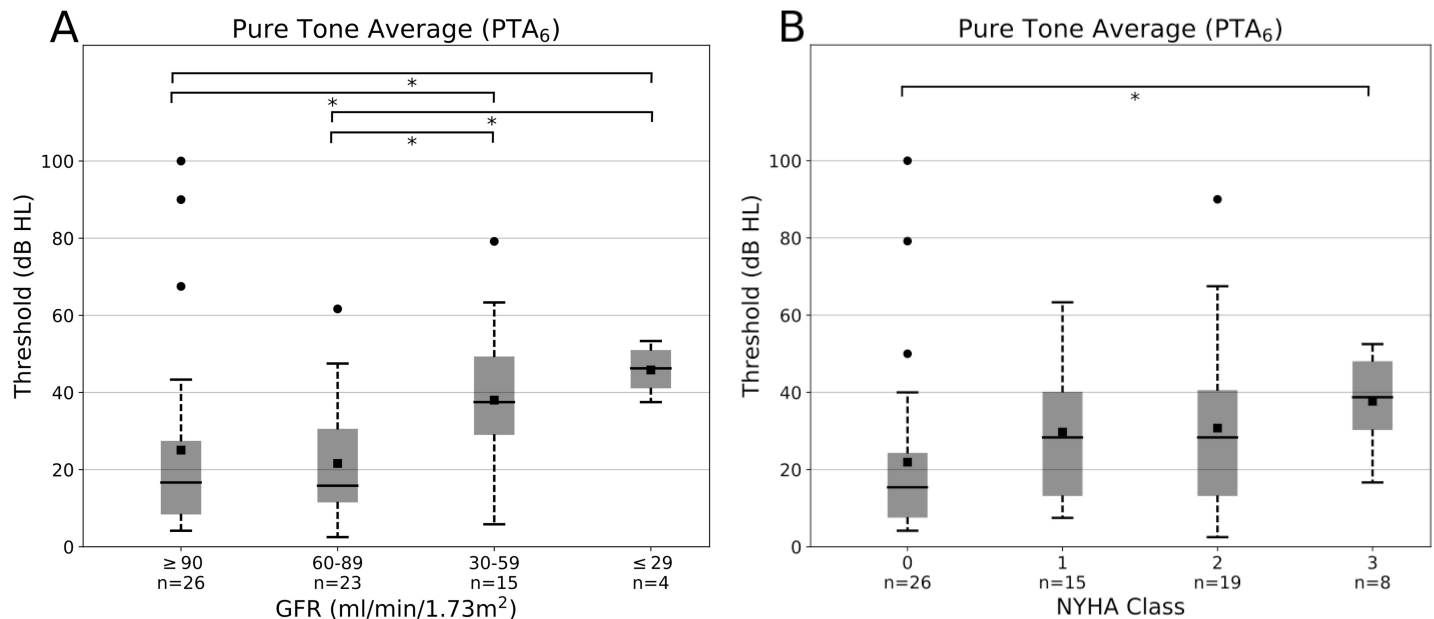 A
Pure Tone Average (PTA₆)
*
*
*
*
100
80
60
40
20
0
Threshold (dB HL)
≥ 90
n=26
60-89
n=23
30-59
n=15
≤ 29
n=4
GFR (ml/min/1.73m²)
B
Pure Tone Average (PTA₆)
*
100
80
60
40
20
0
Threshold (dB HL)
0
n=26
1
n=15
2
n=19
3
n=8
NYHA Class